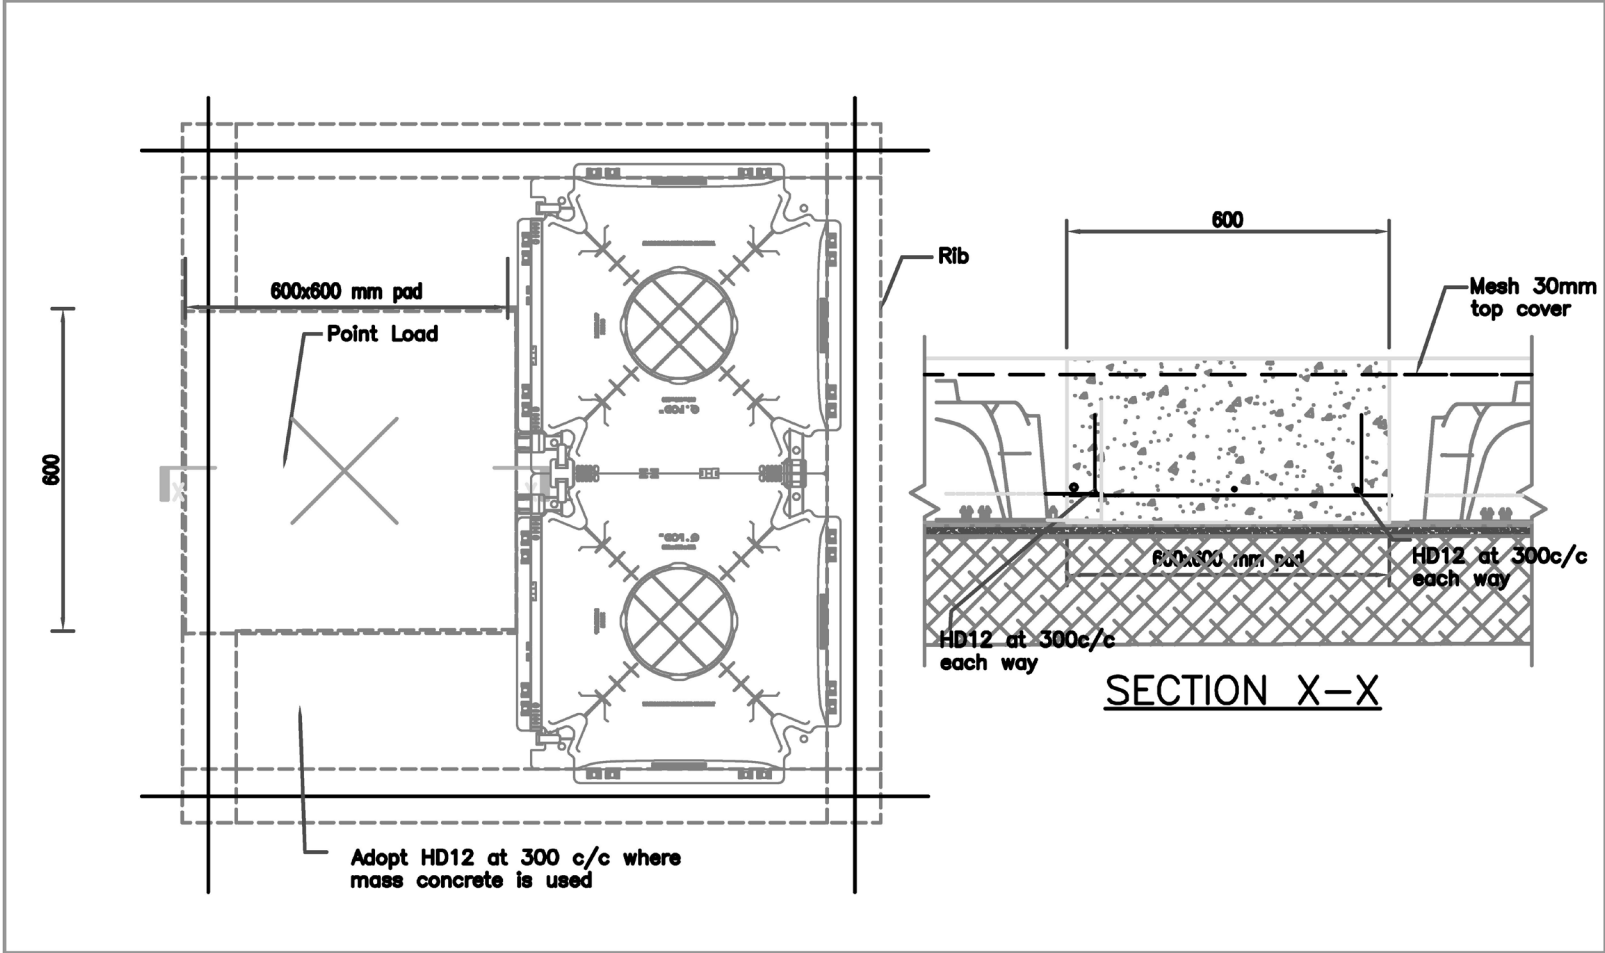 600x600 mm pad
Point Load
600
X
X
Rib
Adopt HD12 at 300 c/c where
mass concrete is used
600
Mesh 30mm
top cover
600x600 mm pad
HD12 at 300c/c
each way
HD12 at 300c/c
each way
SECTION X-X